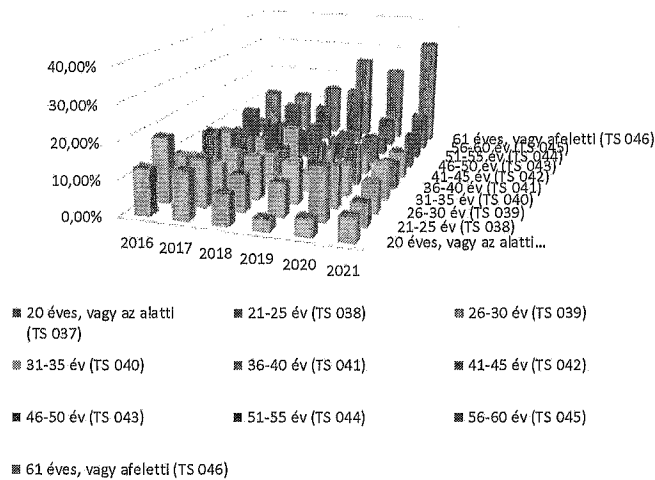 40,00%
30,00%
20,00%
10,00%
0,00%
2016
2017
2018
2019
2020
2021
61 éves, vagy afeletti (TS 046)
56-60 év (TS 045)
51-55 év (TS 044)
46-50 év (TS 043)
41-45 év (TS 042)
36-40 év (TS 041)
31-35 év (TS 040)
26-30 év (TS 039)
21-25 év (TS 038)
20 éves, vagy az alatti...
20 éves, vagy az alatti
(TS 037)
21-25 év (TS 038)
26-30 év (TS 039)
31-35 év (TS 040)
36-40 év (TS 041)
41-45 év (TS 042)
46-50 év (TS 043)
51-55 év (TS 044)
56-60 év (TS 045)
61 éves, vagy afeletti (TS 046)